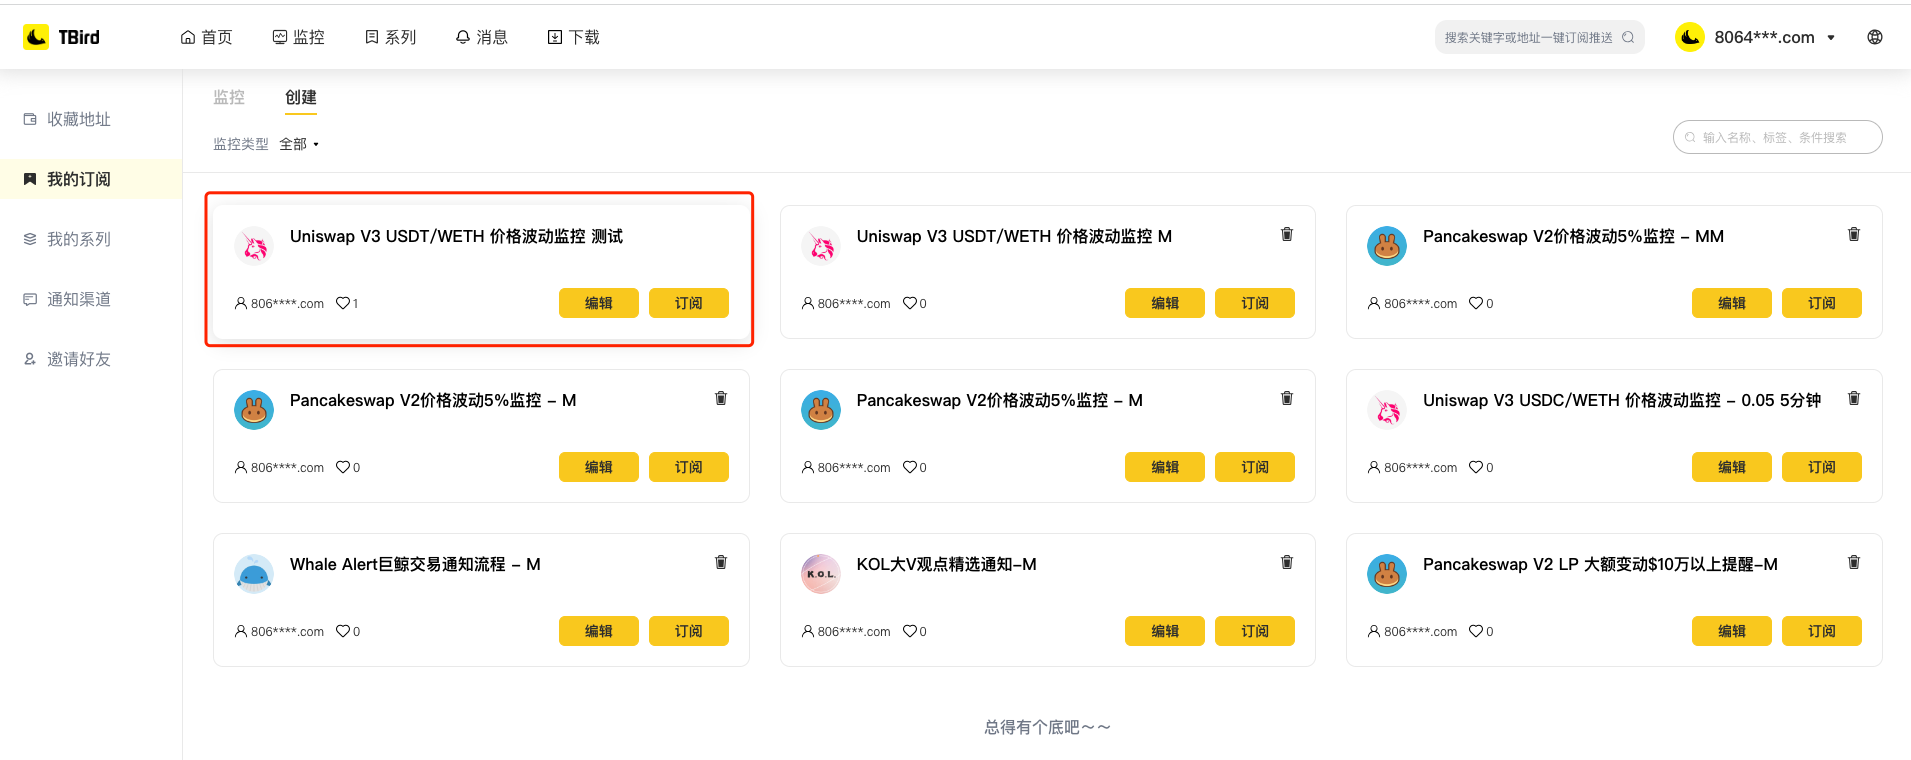 TBird
首页
监控
系列
消息
下载
搜索关键字或地址一键订阅推送
8064***.com
收藏地址
我的订阅
我的系列
通知渠道
邀请好友
监控
创建
监控类型 全部
输入名称、标签、条件搜索
Uniswap V3 USDT/WETH 价格波动监控 测试
806****.com 1
编辑 订阅
Uniswap V3 USDT/WETH 价格波动监控 M
806****.com 0
编辑 订阅
Pancakeswap V2价格波动5%监控 - MM
806****.com 0
编辑 订阅
Pancakeswap V2价格波动5%监控 - M
806****.com 0
编辑 订阅
Pancakeswap V2价格波动5%监控 - M
806****.com 0
编辑 订阅
Uniswap V3 USDC/WETH 价格波动监控 - 0.05 5分钟
806****.com 0
编辑 订阅
Whale Alert巨鲸交易通知流程 - M
806****.com 0
编辑 订阅
K.O.L.
KOL大V观点精选通知-M
806****.com 0
编辑 订阅
Pancakeswap V2 LP 大额变动$10万以上提醒-M
806****.com 0
编辑 订阅
总得有个底吧～～